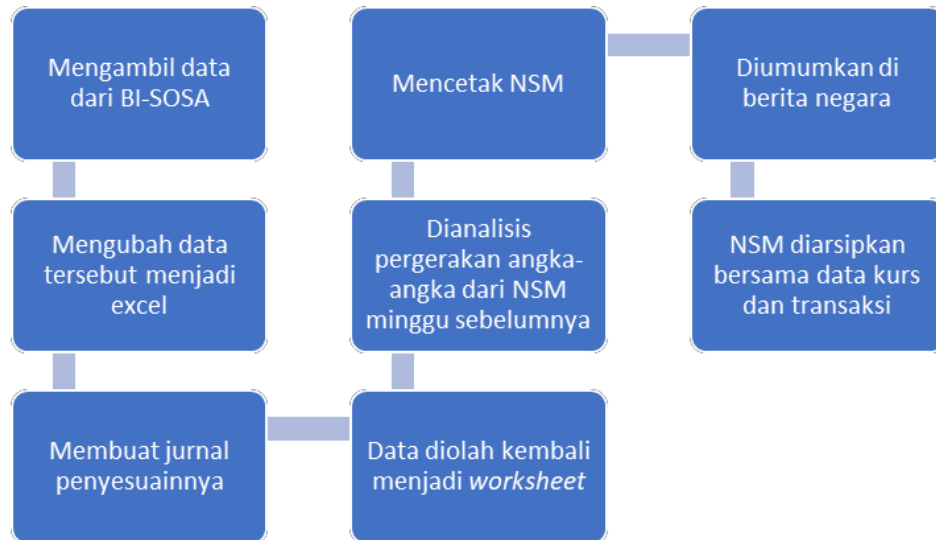 Mengambil data
dari BI-SOSA
Mengubah data
tersebut menjadi
excel
Membuat jurnal
penyesuainnya
Data diolah kembali
menjadi worksheet
Dianalisis
pergerakan angka-
angka dari NSM
minggu sebelumnya
Mencetak NSM
Diumumkan di
berita negara
NSM diarsipkan
bersama data kurs
dan transaksi